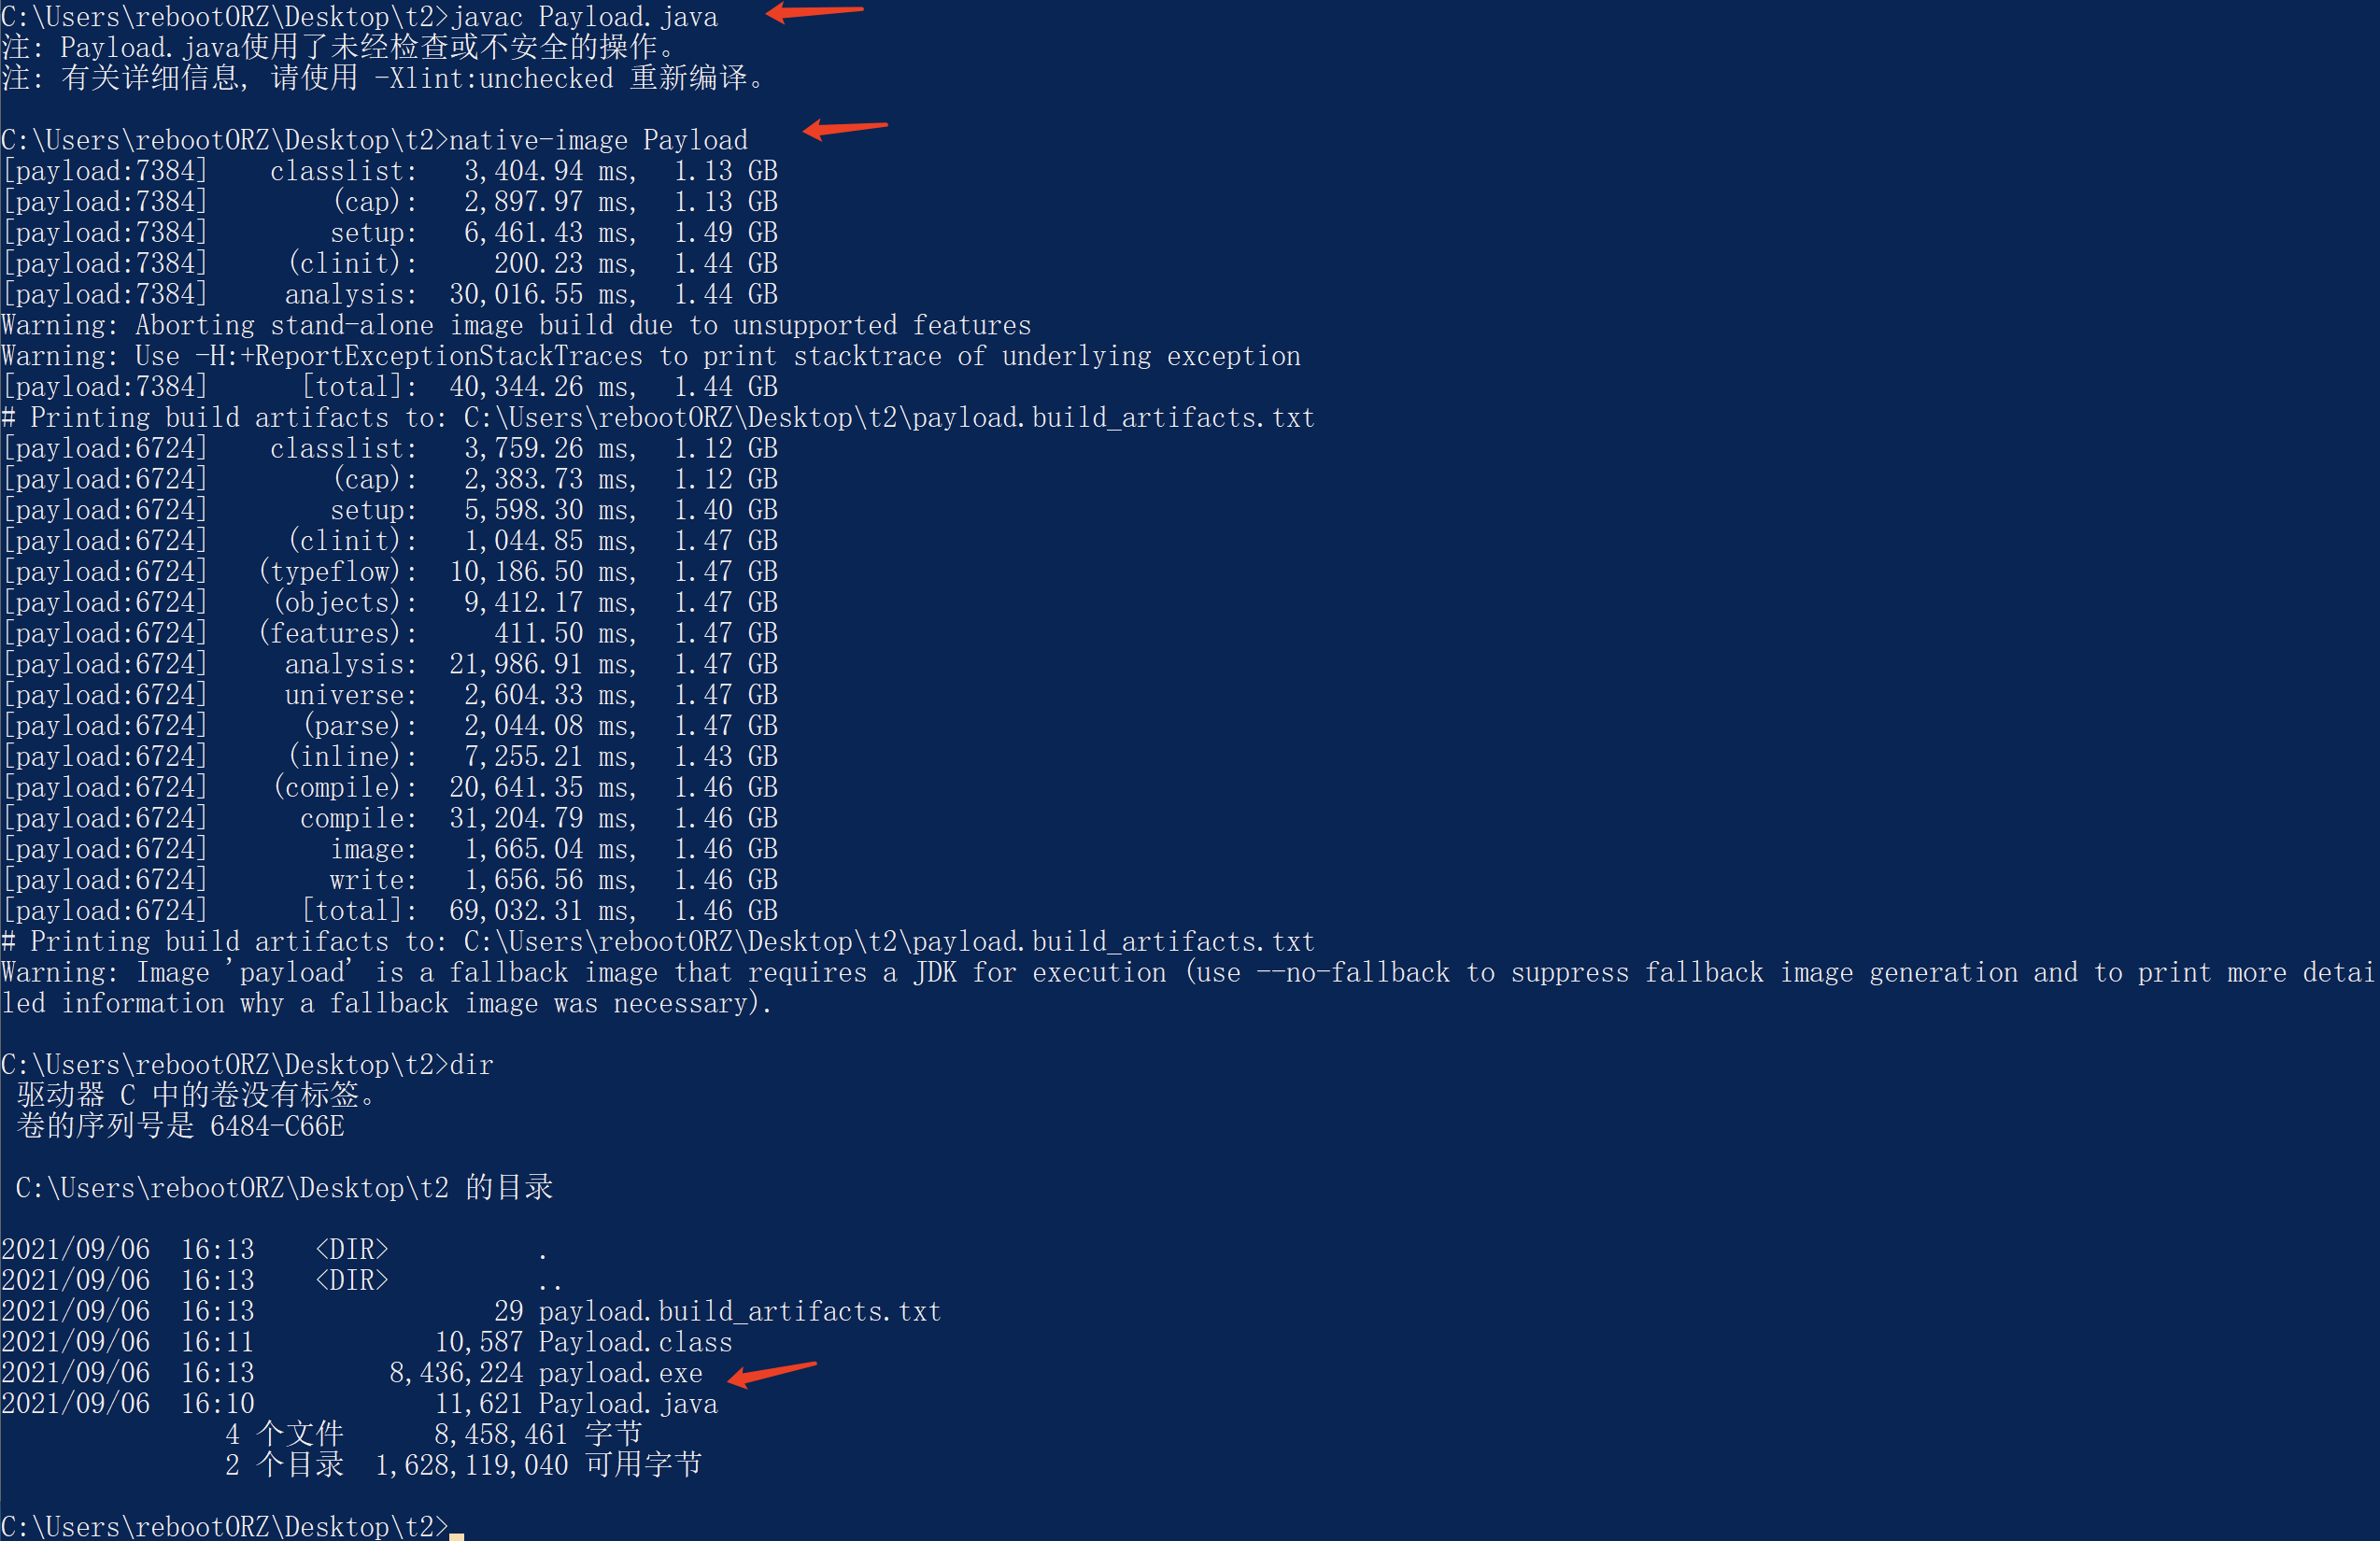 C:\Users\rebootORZ\Desktop\t2>javac Payload.java
注: Payload.java使用了未经检查或不安全的操作。
注: 有关详细信息, 请使用 -Xlint:unchecked 重新编译。
C:\Users\rebootORZ\Desktop\t2>native-image Payload
[payload:7384]    classlist:   3,404.94 ms,  1.13 GB
[payload:7384]        (cap):   2,897.97 ms,  1.13 GB
[payload:7384]        setup:   6,461.43 ms,  1.49 GB
[payload:7384]     (clinit):     200.23 ms,  1.44 GB
[payload:7384]     analysis:  30,016.55 ms,  1.44 GB
Warning: Aborting stand-alone image build due to unsupported features
Warning: Use -H:+ReportExceptionStackTraces to print stacktrace of underlying exception
[payload:7384]      [total]:  40,344.26 ms,  1.44 GB
# Printing build artifacts to: C:\Users\rebootORZ\Desktop\t2\payload.build_artifacts.txt
[payload:6724]    classlist:   3,759.26 ms,  1.12 GB
[payload:6724]        (cap):   2,383.73 ms,  1.12 GB
[payload:6724]        setup:   5,598.30 ms,  1.40 GB
[payload:6724]     (clinit):   1,044.85 ms,  1.47 GB
[payload:6724]   (typeflow):  10,186.50 ms,  1.47 GB
[payload:6724]    (objects):   9,412.17 ms,  1.47 GB
[payload:6724]   (features):     411.50 ms,  1.47 GB
[payload:6724]     analysis:  21,986.91 ms,  1.47 GB
[payload:6724]     universe:   2,604.33 ms,  1.47 GB
[payload:6724]      (parse):   2,044.08 ms,  1.47 GB
[payload:6724]     (inline):   7,255.21 ms,  1.43 GB
[payload:6724]    (compile):  20,641.35 ms,  1.46 GB
[payload:6724]      compile:  31,204.79 ms,  1.46 GB
[payload:6724]        image:   1,665.04 ms,  1.46 GB
[payload:6724]        write:   1,656.56 ms,  1.46 GB
[payload:6724]      [total]:  69,032.31 ms,  1.46 GB
# Printing build artifacts to: C:\Users\rebootORZ\Desktop\t2\payload.build_artifacts.txt
Warning: Image 'payload' is a fallback image that requires a JDK for execution (use --no-fallback to suppress fallback image generation and to print more detai
led information why a fallback image was necessary).
C:\Users\rebootORZ\Desktop\t2>dir
驱动器 C 中的卷没有标签。
卷的序列号是 6484-C66E
C:\Users\rebootORZ\Desktop\t2 的目录
2021/09/06  16:13    <DIR>          .
2021/09/06  16:13    <DIR>          ..
2021/09/06  16:13                29 payload.build_artifacts.txt
2021/09/06  16:11            10,587 Payload.class
2021/09/06  16:13         8,436,224 payload.exe
2021/09/06  16:10            11,621 Payload.java
4 个文件      8,458,461 字节
2 个目录  1,628,119,040 可用字节
C:\Users\rebootORZ\Desktop\t2>